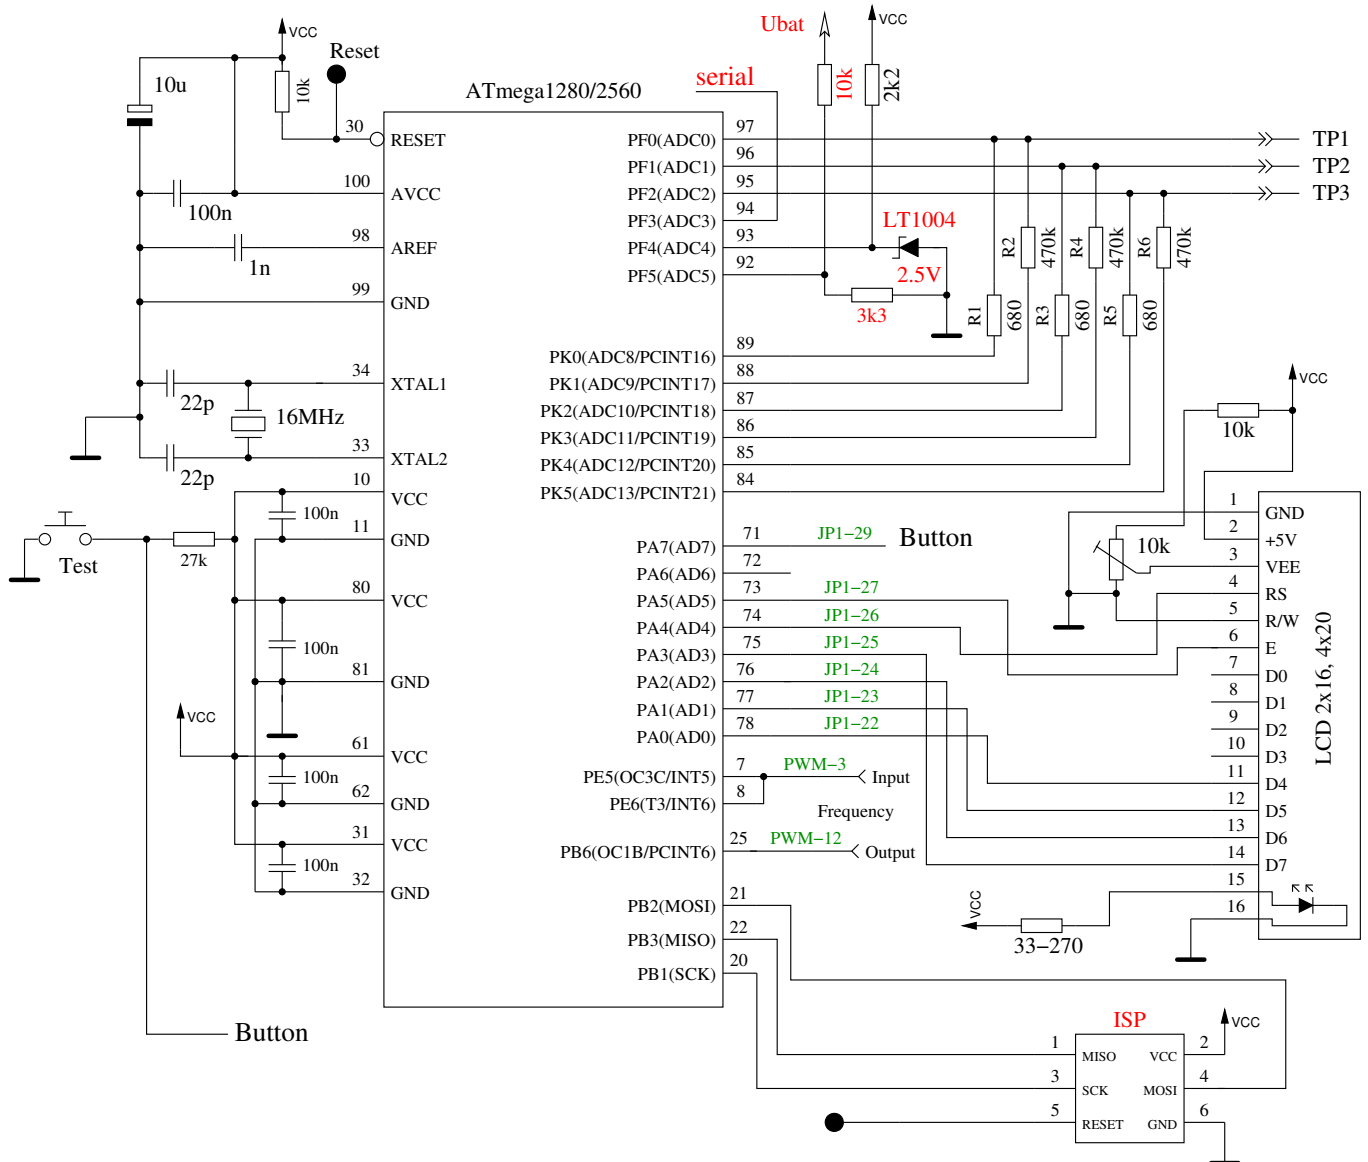 ATmega1280/2560
VCC
Reset
10u
10k
30
RESET
100
AVCC
100n
98
AREF
1n
99
GND
34
XTAL1
22p
16MHz
33
XTAL2
22p
10
VCC
100n
11
GND
Test
27k
80
VCC
100n
81
GND
VCC
61
VCC
100n
62
GND
31
VCC
100n
32
GND
Button
serial
Ubat
10k
VCC
2k2
PF0(ADC0) 97
PF1(ADC1) 96
PF2(ADC2) 95
PF3(ADC3) 94
PF4(ADC4) 93
PF5(ADC5) 92
TP1
TP2
TP3
LT1004
2.5V
3k3
R1 680
R2 470k
R3 680
R4 470k
R5 680
R6 470k
PK0(ADC8/PCINT16) 89
PK1(ADC9/PCINT17) 88
PK2(ADC10/PCINT18) 87
PK3(ADC11/PCINT19) 86
PK4(ADC12/PCINT20) 85
PK5(ADC13/PCINT21) 84
PA7(AD7) 71 JP1-29 Button
PA6(AD6) 72
PA5(AD5) 73 JP1-27
PA4(AD4) 74 JP1-26
PA3(AD3) 75 JP1-25
PA2(AD2) 76 JP1-24
PA1(AD1) 77 JP1-23
PA0(AD0) 78 JP1-22
PE5(OC3C/INT5) 7 PWM-3 Input
PE6(T3/INT6) 8
Frequency
PB6(OC1B/PCINT6) 25 PWM-12 Output
PB2(MOSI) 21
PB3(MISO) 22
PB1(SCK) 20
VCC
10k
10k
1 GND
2 +5V
3 VEE
4 RS
5 R/W
6 E
7 D0
8 D1
9 D2
10 D3
11 D4
12 D5
13 D6
14 D7
15
16
LCD 2x16, 4x20
VCC
33-270
ISP
VCC
1 MISO VCC 2
3 SCK MOSI 4
5 RESET GND 6